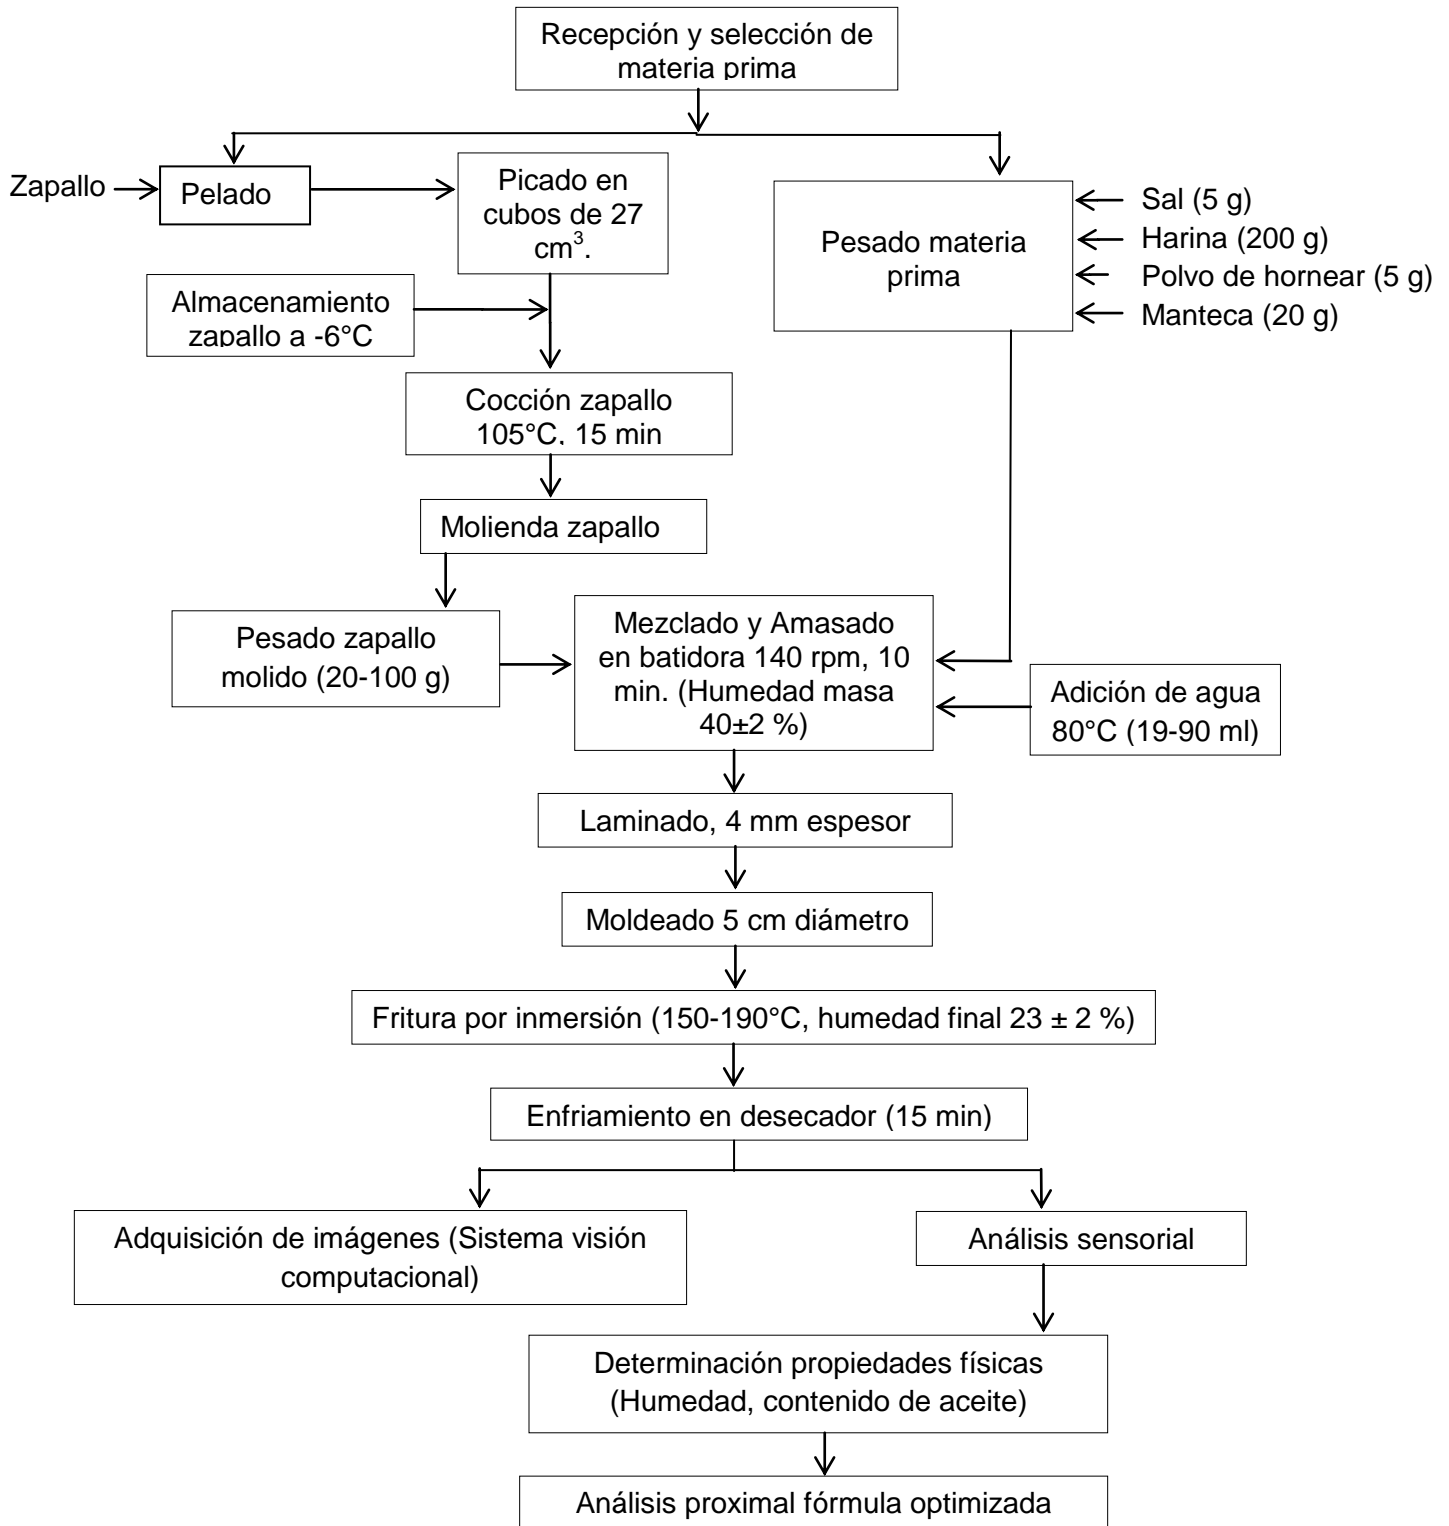 Recepción y selección de
materia prima
Zapallo
Pelado
Picado en
cubos de 27
cm³.
Pesado materia
prima
Sal (5 g)
Harina (200 g)
Polvo de hornear (5 g)
Manteca (20 g)
Almacenamiento
zapallo a -6°C
Cocción zapallo
105°C, 15 min
Molienda zapallo
Pesado zapallo
molido (20-100 g)
Mezclado y Amasado
en batidora 140 rpm, 10
min. (Humedad masa
40±2 %)
Adición de agua
80°C (19-90 ml)
Laminado, 4 mm espesor
Moldeado 5 cm diámetro
Fritura por inmersión (150-190°C, humedad final 23 ± 2 %)
Enfriamiento en desecador (15 min)
Adquisición de imágenes (Sistema visión
computacional)
Análisis sensorial
Determinación propiedades físicas
(Humedad, contenido de aceite)
Análisis proximal fórmula optimizada